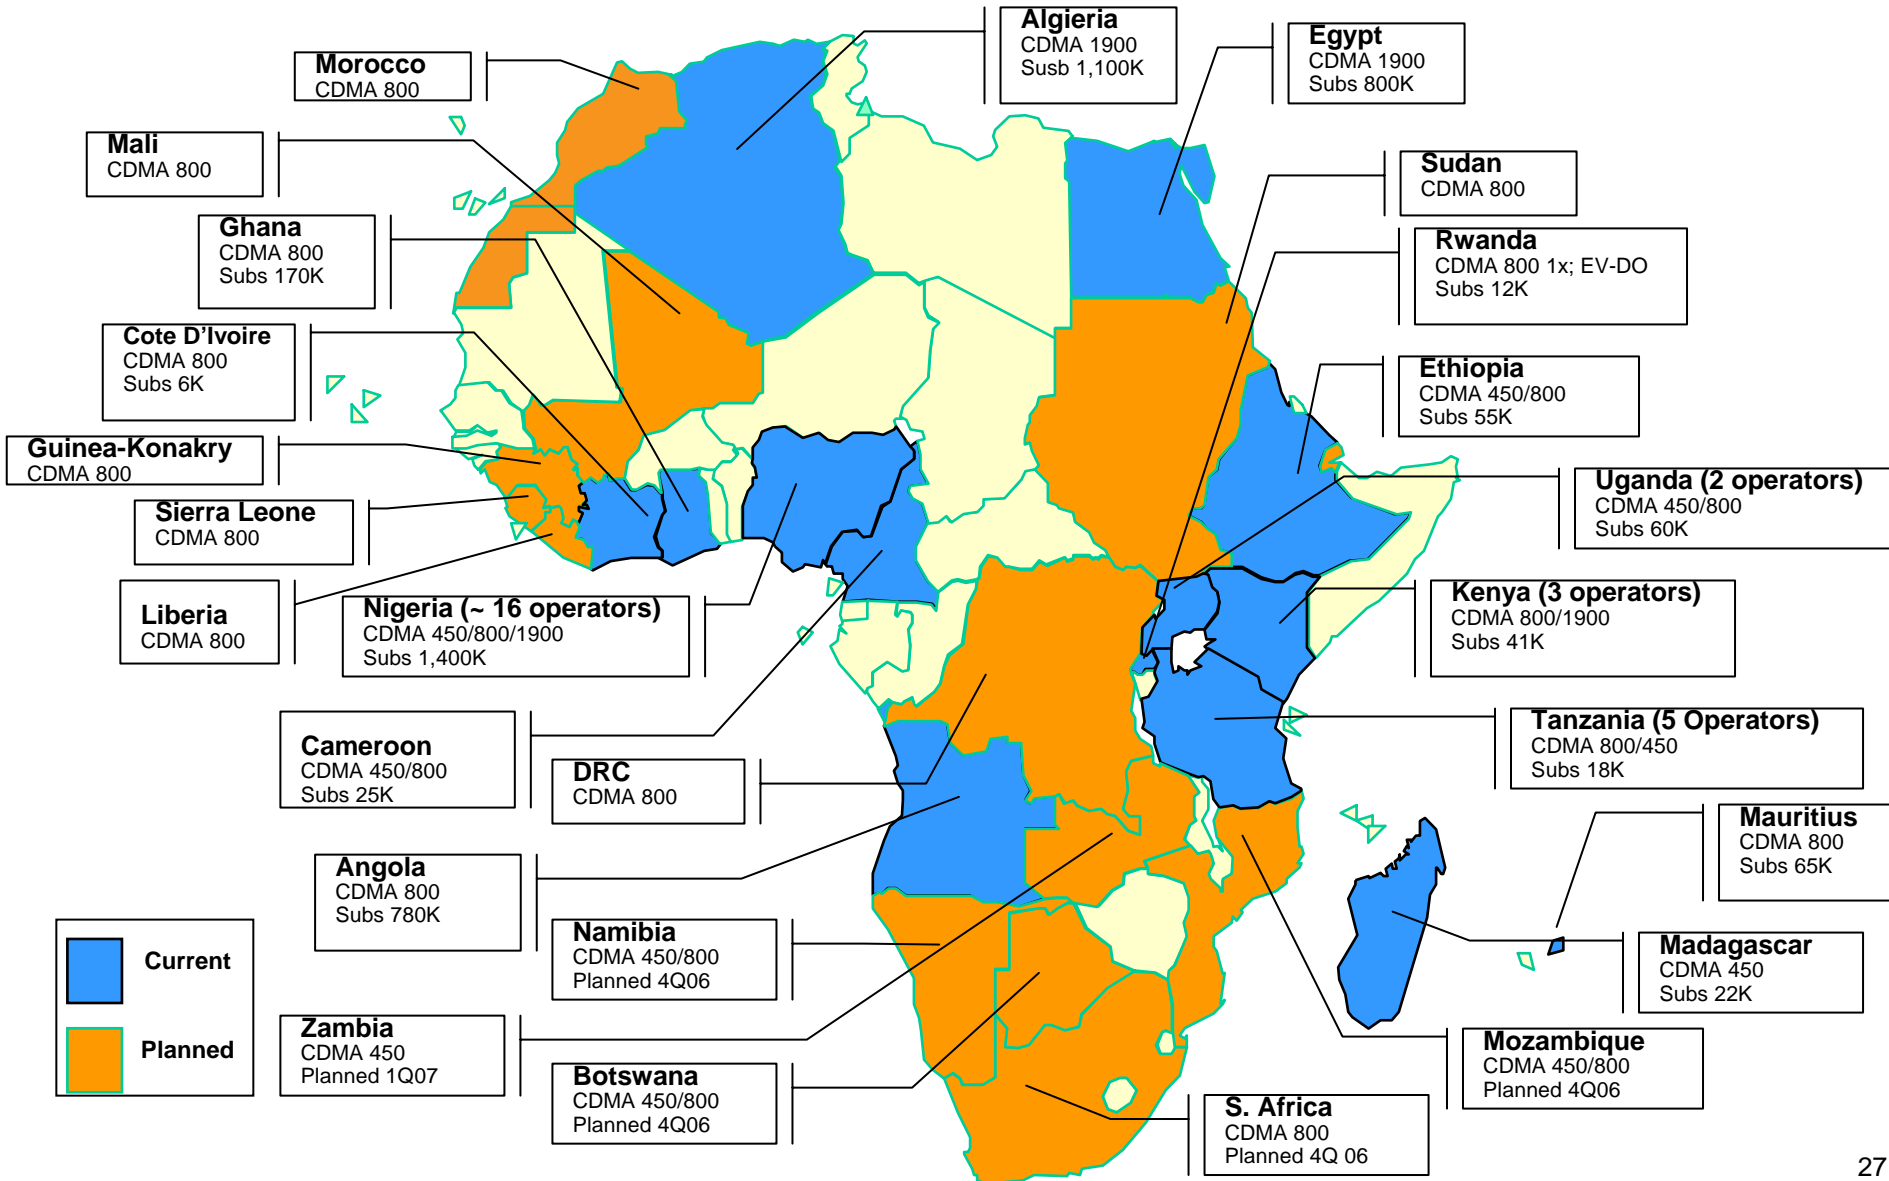 Algieria
CDMA 1900
Susb 1,100K
Egypt
CDMA 1900
Subs 800K
Morocco
CDMA 800
Mali
CDMA 800
Sudan
CDMA 800
Ghana
CDMA 800
Subs 170K
Rwanda
CDMA 800 1x; EV-DO
Subs 12K
Cote D’Ivoire
CDMA 800
Subs 6K
Ethiopia
CDMA 450/800
Subs 55K
Guinea-Konakry
CDMA 800
Uganda (2 operators)
CDMA 450/800
Subs 60K
Sierra Leone
CDMA 800
Liberia
CDMA 800
Nigeria (~ 16 operators)
CDMA 450/800/1900
Subs 1,400K
Kenya (3 operators)
CDMA 800/1900
Subs 41K
Cameroon
CDMA 450/800
Subs 25K
DRC
CDMA 800
Tanzania (5 Operators)
CDMA 800/450
Subs 18K
Mauritius
CDMA 800
Subs 65K
Angola
CDMA 800
Subs 780K
Namibia
CDMA 450/800
Planned 4Q06
Madagascar
CDMA 450
Subs 22K
Current
Planned
Zambia
CDMA 450
Planned 1Q07
Botswana
CDMA 450/800
Planned 4Q06
Mozambique
CDMA 450/800
Planned 4Q06
S. Africa
CDMA 800
Planned 4Q 06
27